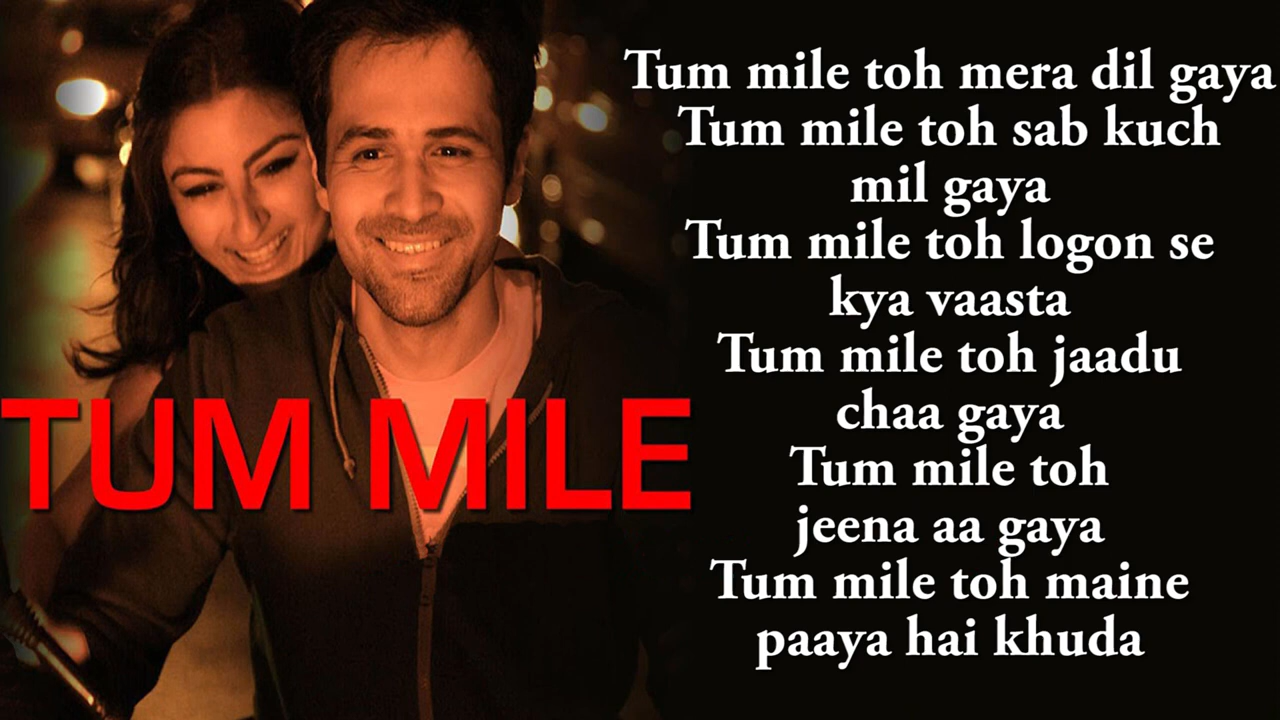 TUM MILE
Tum mile toh mera dil gaya
Tum mile toh sab kuch
mil gaya
Tum mile toh logon se
kya vaasta
Tum mile toh jaadu
chaa gaya
Tum mile toh
jeena aa gaya
Tum mile toh maine
paaya hai khuda